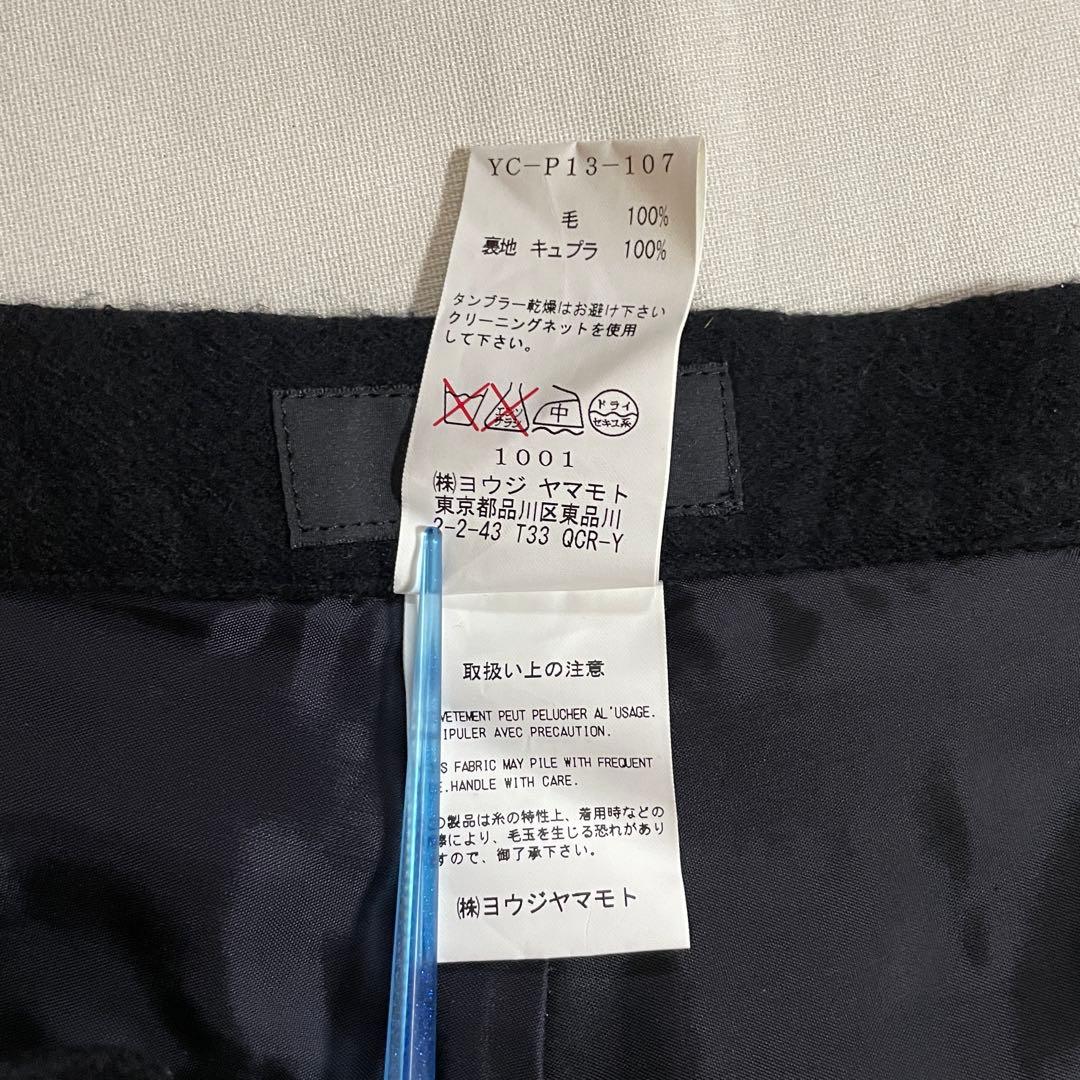 YC-P13-107
毛 100%
裏地 キュプラ 100%
タンブラー乾燥はお避け下さい
クリーニングネットを使用
して下さい。
エンソ サラシ 中 ドライ セキユ系
1001
㈱ヨウジ ヤマモト
東京都品川区東品川
2-2-43 T33 QCR-Y
取扱い上の注意
VETEMENT PEUT PELUCHER AL'USAGE.
IPULER AVEC PRECAUTION.
S FABRIC MAY PILE WITH FREQUENT
E.HANDLE WITH CARE.
の製品は糸の特性上、着用時などの
擦により、毛玉を生じる恐れがあり
すので、御了承下さい。
㈱ヨウジヤマモト